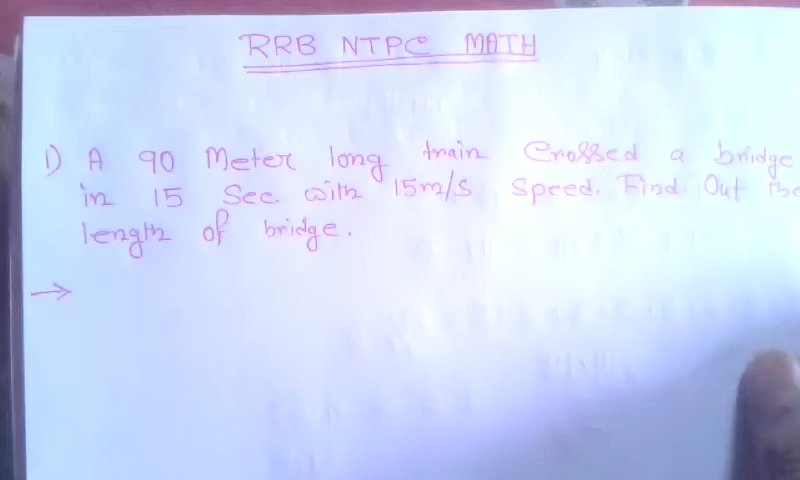 RRB NTPC MATH
1) A 90 Meter long train Crossed a bridge
in 15 Sec. with 15m/s Speed. Find Out the
length of bridge.
→